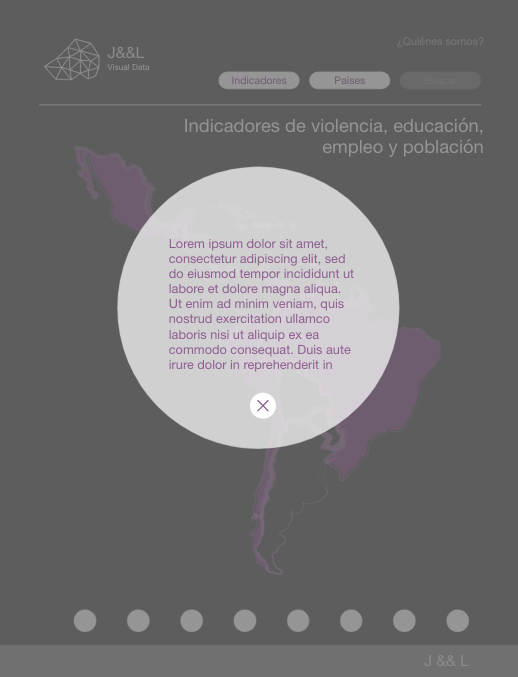 J&&L
Visual Data
¿Quiénes somos?
Indicadores
Países
Buscar
Indicadores de violencia, educación,
empleo y población
Lorem ipsum dolor sit amet,
consectetur adipiscing elit, sed
do eiusmod tempor incididunt ut
labore et dolore magna aliqua.
Ut enim ad minim veniam, quis
nostrud exercitation ullamco
laboris nisi ut aliquip ex ea
commodo consequat. Duis aute
irure dolor in reprehenderit in
J && L